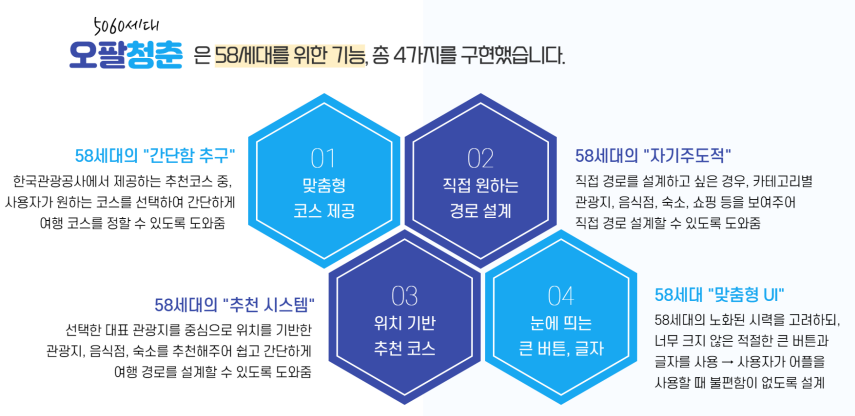 5060세대
오팔청춘 은 58세대를 위한 기능, 총 4가지를 구현했습니다.
58세대의 "간단함 추구"
한국관광공사에서 제공하는 추천코스 중,
사용자가 원하는 코스를 선택하여 간단하게
여행 코스를 정할 수 있도록 도와줌
01
맞춤형
코스 제공
02
직접 원하는
경로 설계
58세대의 "자기주도적"
직접 경로를 설계하고 싶은 경우, 카테고리별
관광지, 음식점, 숙소, 쇼핑 등을 보여주어
직접 경로 설계할 수 있도록 도와줌
58세대의 "추천 시스템"
선택한 대표 관광지를 중심으로 위치를 기반한
관광지, 음식점, 숙소를 추천해주어 쉽고 간단하게
여행 경로를 설계할 수 있도록 도와줌
03
위치 기반
추천 코스
04
눈에 띄는
큰 버튼, 글자
58세대 "맞춤형 UI"
58세대의 노화된 시력을 고려하되,
너무 크지 않은 적절한 큰 버튼과
글자를 사용 → 사용자가 어플을
사용할 때 불편함이 없도록 설계